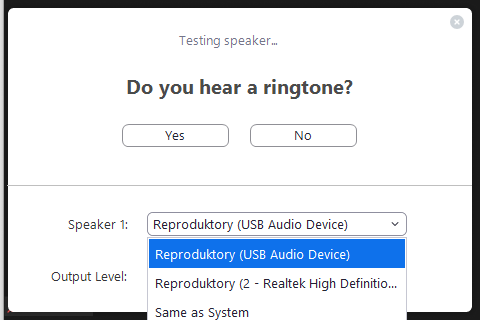 Testing speaker...
Do you hear a ringtone?
Yes
No
Speaker 1:
Reproduktory (USB Audio Device)
Reproduktory (USB Audio Device)
Output Level:
Reproduktory (2 - Realtek High Definitio...
Same as System